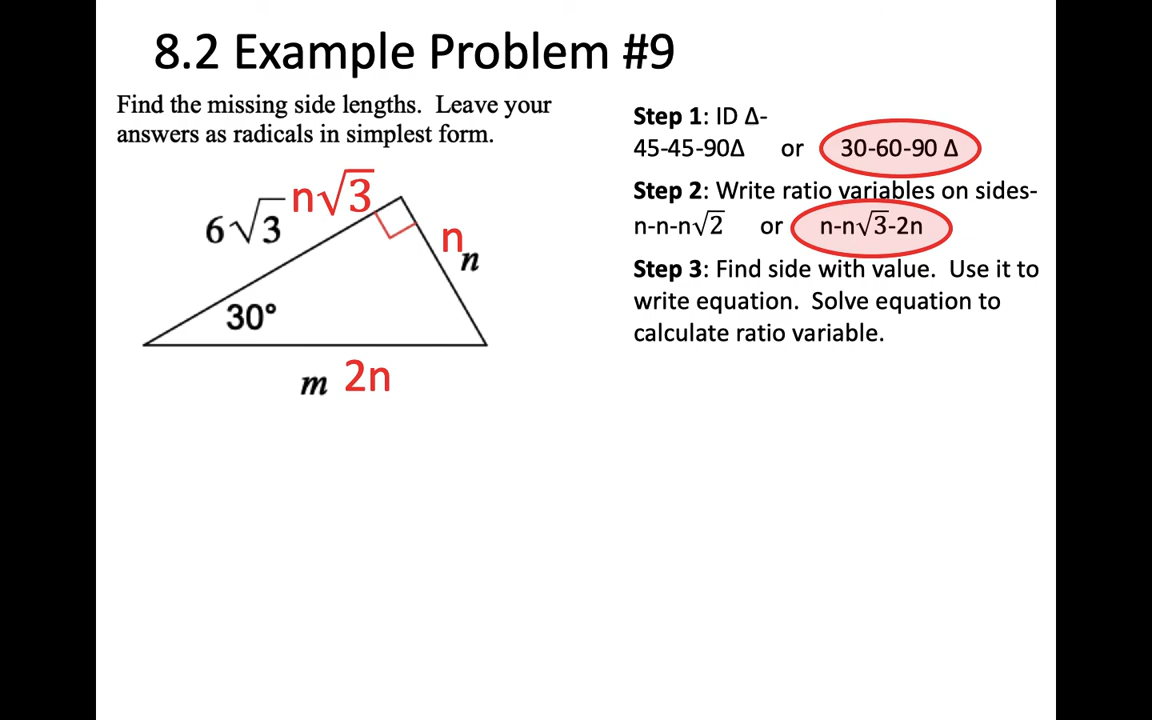 8.2 Example Problem #9
Find the missing side lengths.  Leave your
answers as radicals in simplest form.
6√3
n√3
n
n
30°
m
2n
Step 1: ID Δ-
45-45-90Δ or 30-60-90 Δ
Step 2: Write ratio variables on sides-
n-n-n√2 or n-n√3-2n
Step 3: Find side with value.  Use it to
write equation.  Solve equation to
calculate ratio variable.